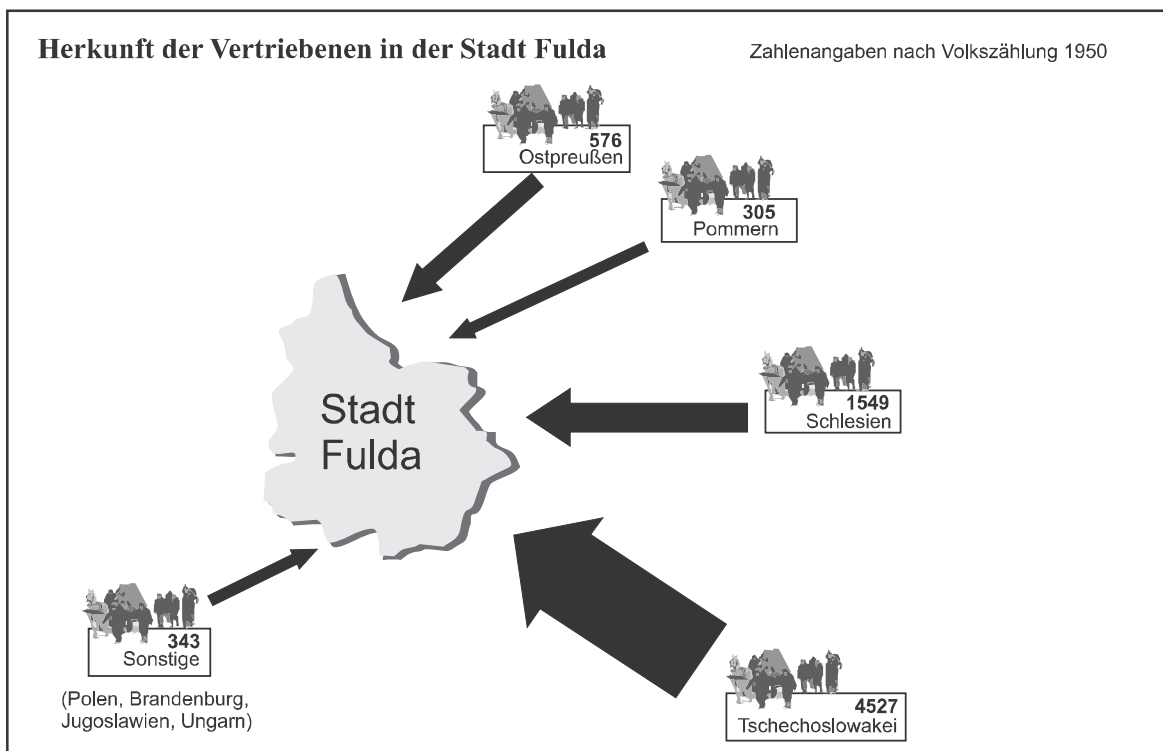 Herkunft der Vertriebenen in der Stadt Fulda
Zahlenangaben nach Volkszählung 1950
576
Ostpreußen
305
Pommern
1549
Schlesien
Stadt
Fulda
343
Sonstige
(Polen, Brandenburg,
Jugoslawien, Ungarn)
4527
Tschechoslowakei